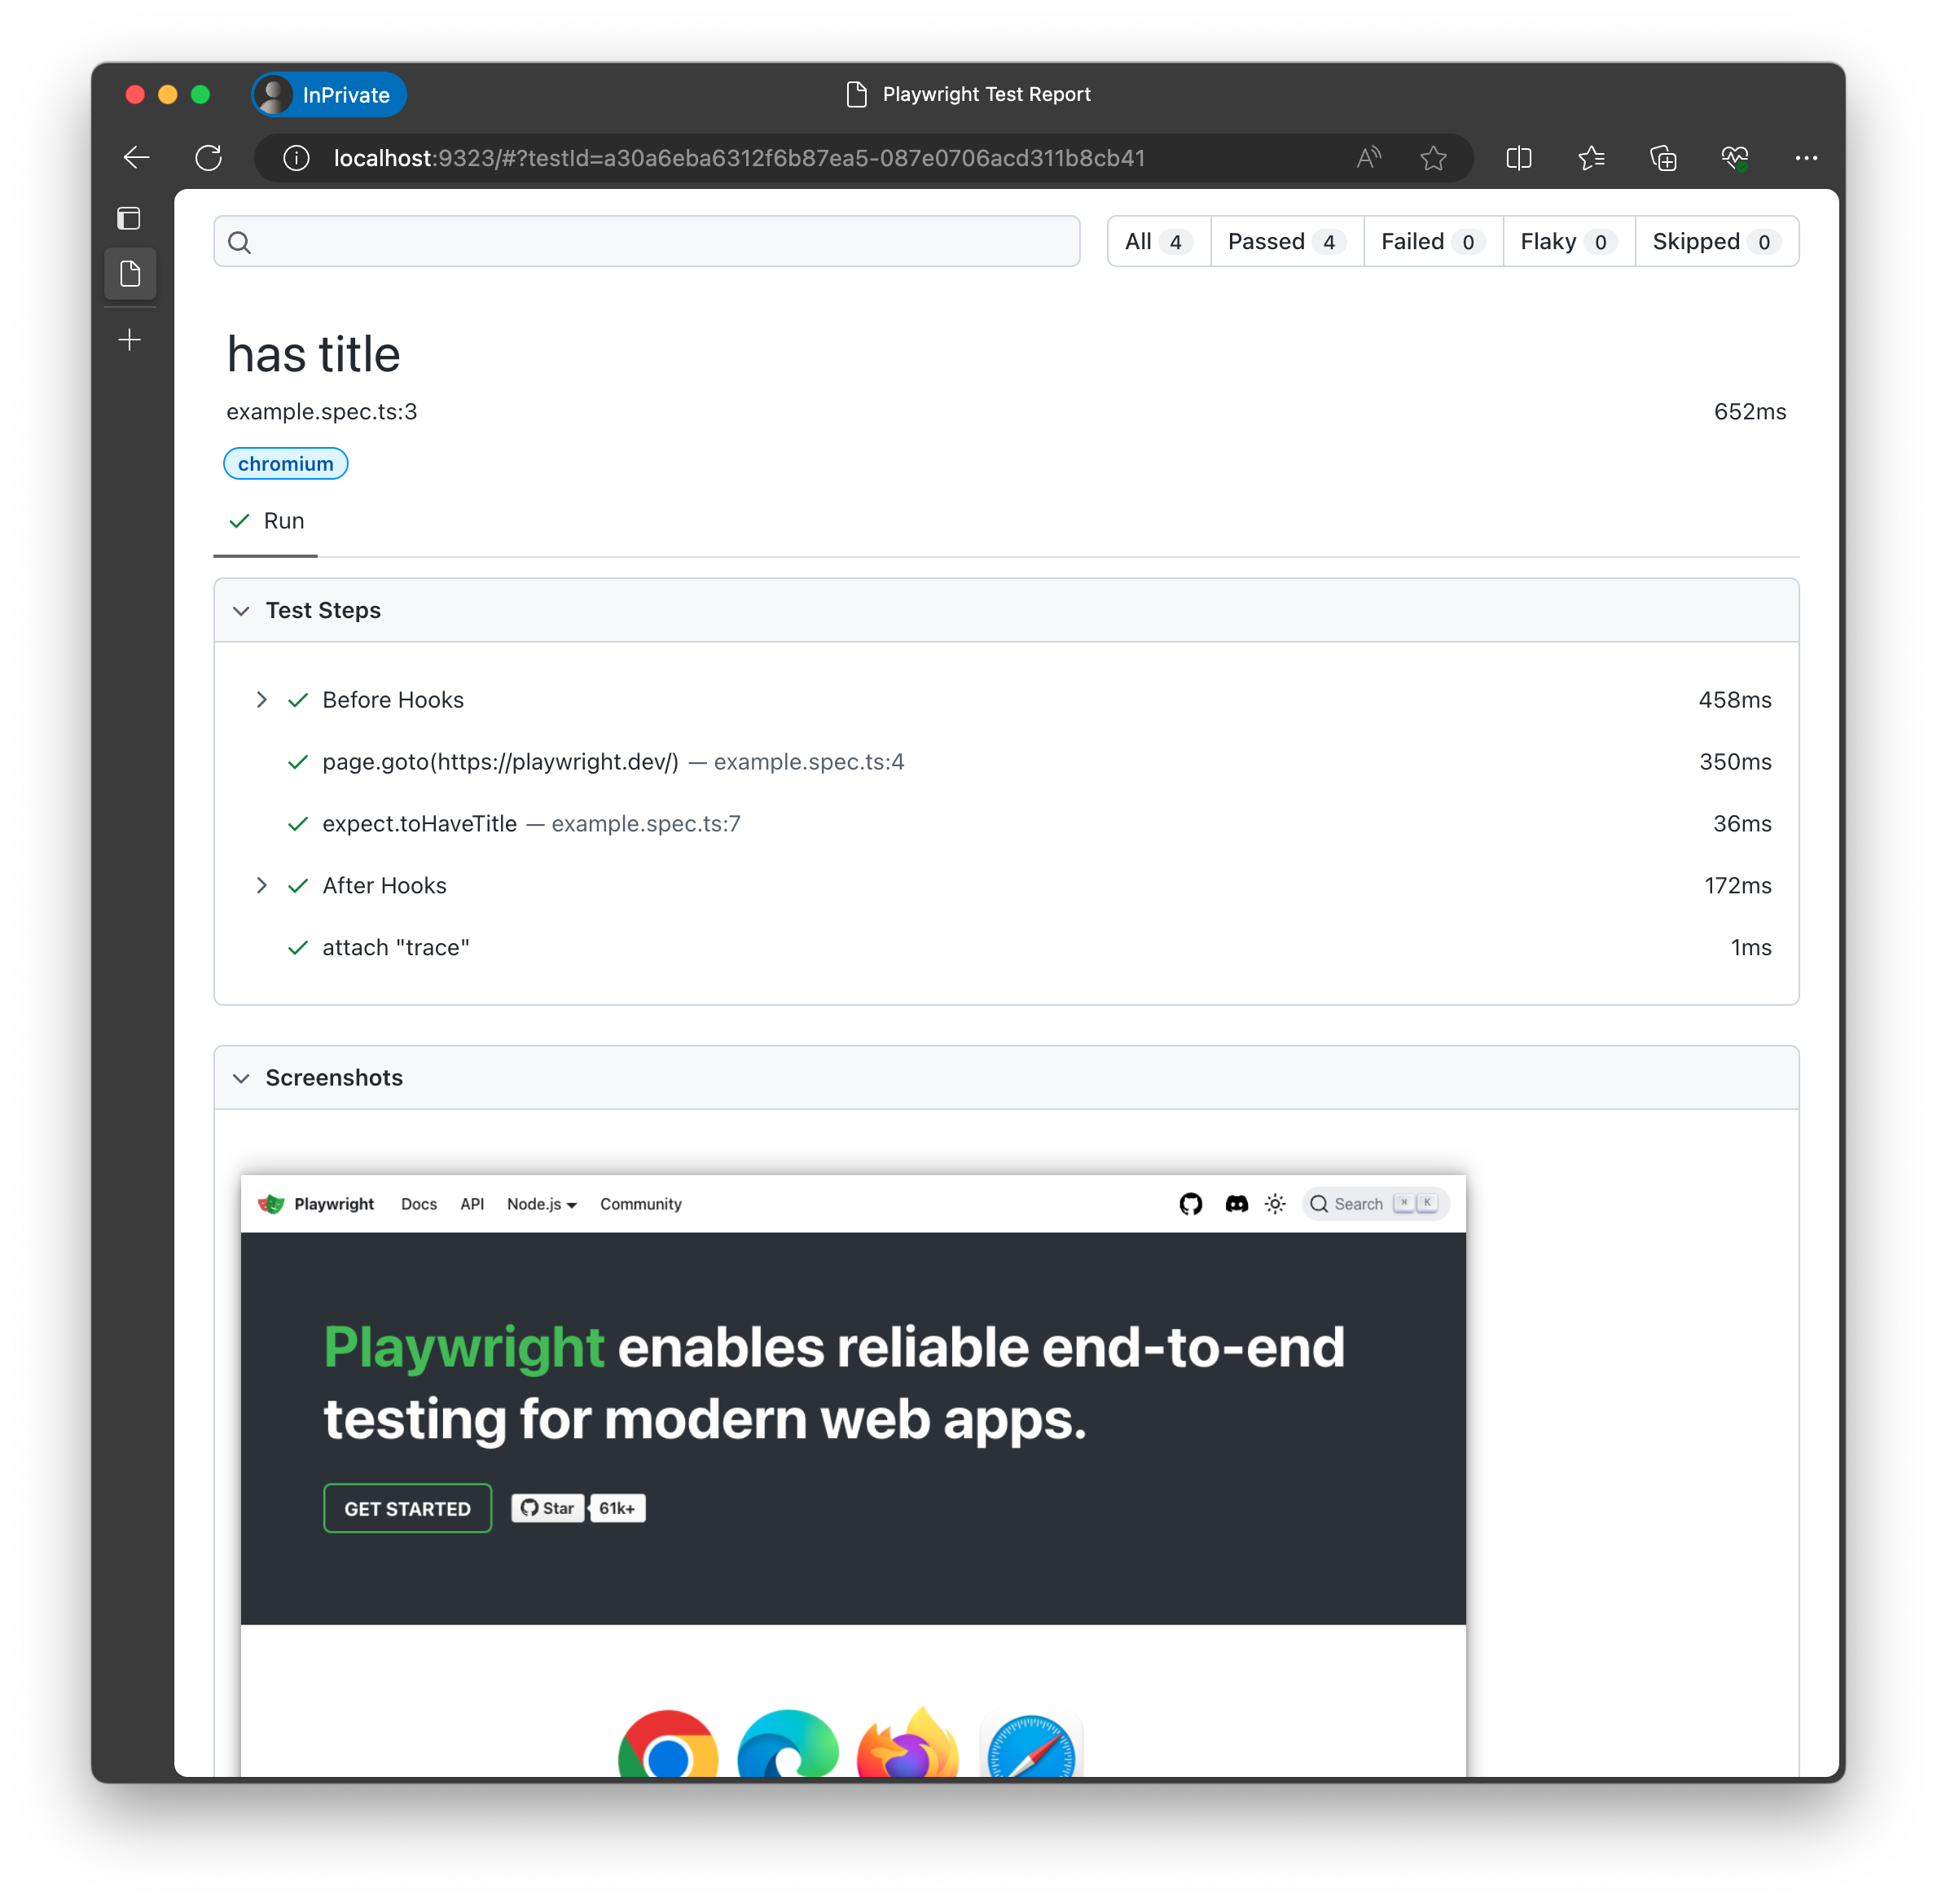 InPrivate
Playwright Test Report
localhost:9323/#?testId=a30a6eba6312f6b87ea5-087e0706acd311b8cb41
All 4 Passed 4 Failed 0 Flaky 0 Skipped 0
has title
example.spec.ts:3 652ms
chromium
Run
Test Steps
Before Hooks 458ms
page.goto(https://playwright.dev/) — example.spec.ts:4 350ms
expect.toHaveTitle — example.spec.ts:7 36ms
After Hooks 172ms
attach "trace" 1ms
Screenshots
Playwright Docs API Node.js Community Search ⌘ K
Playwright enables reliable end-to-end
testing for modern web apps.
GET STARTED Star 61k+